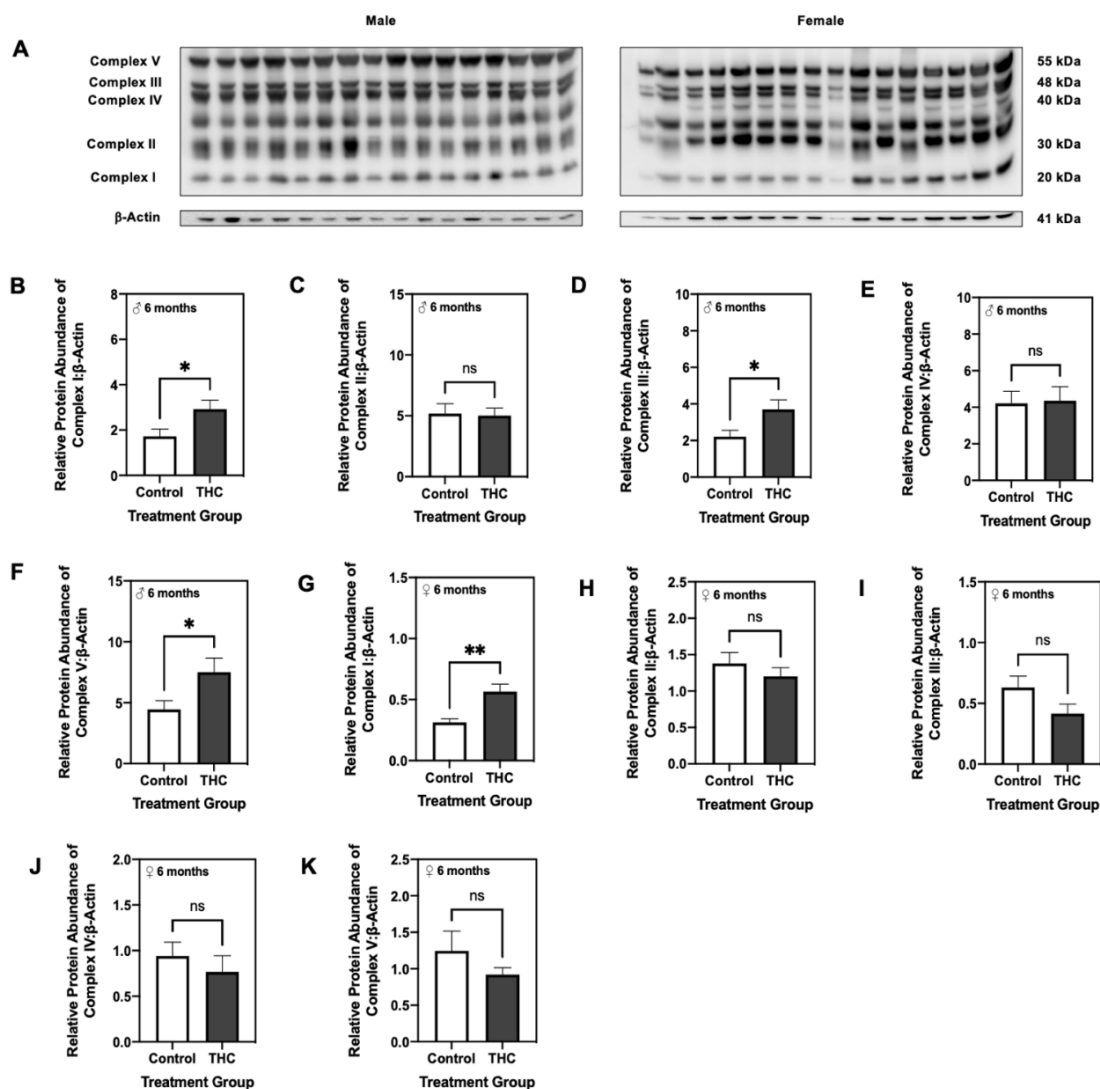 Male Female
A
Complex V
Complex III
Complex IV
Complex II
Complex I
β-Actin
55 kDa
48 kDa
40 kDa
30 kDa
20 kDa
41 kDa
B
Relative Protein Abundance of
Complex I:β-Actin
8
6
4
2
0
♂ 6 months
*
Control THC
Treatment Group
C
Relative Protein Abundance of
Complex II:β-Actin
15
10
5
0
♂ 6 months
ns
Control THC
Treatment Group
D
Relative Protein Abundance of
Complex III:β-Actin
10
8
6
4
2
0
♂ 6 months
*
Control THC
Treatment Group
E
Relative Protein Abundance of
Complex IV:β-Actin
10
8
6
4
2
0
♂ 6 months
ns
Control THC
Treatment Group
F
Relative Protein Abundance of
Complex V:β-Actin
15
10
5
0
♂ 6 months
*
Control THC
Treatment Group
G
Relative Protein Abundance of
Complex I:β-Actin
1.5
1.0
0.5
0.0
♀ 6 months
**
Control THC
Treatment Group
H
Relative Protein Abundance of
Complex II:β-Actin
2.5
2.0
1.5
1.0
0.5
0.0
♀ 6 months
ns
Control THC
Treatment Group
I
Relative Protein Abundance of
Complex III:β-Actin
1.5
1.0
0.5
0.0
♀ 6 months
ns
Control THC
Treatment Group
J
Relative Protein Abundance of
Complex IV:β-Actin
2.0
1.5
1.0
0.5
0.0
♀ 6 months
ns
Control THC
Treatment Group
K
Relative Protein Abundance of
Complex V:β-Actin
2.5
2.0
1.5
1.0
0.5
0.0
♀ 6 months
ns
Control THC
Treatment Group